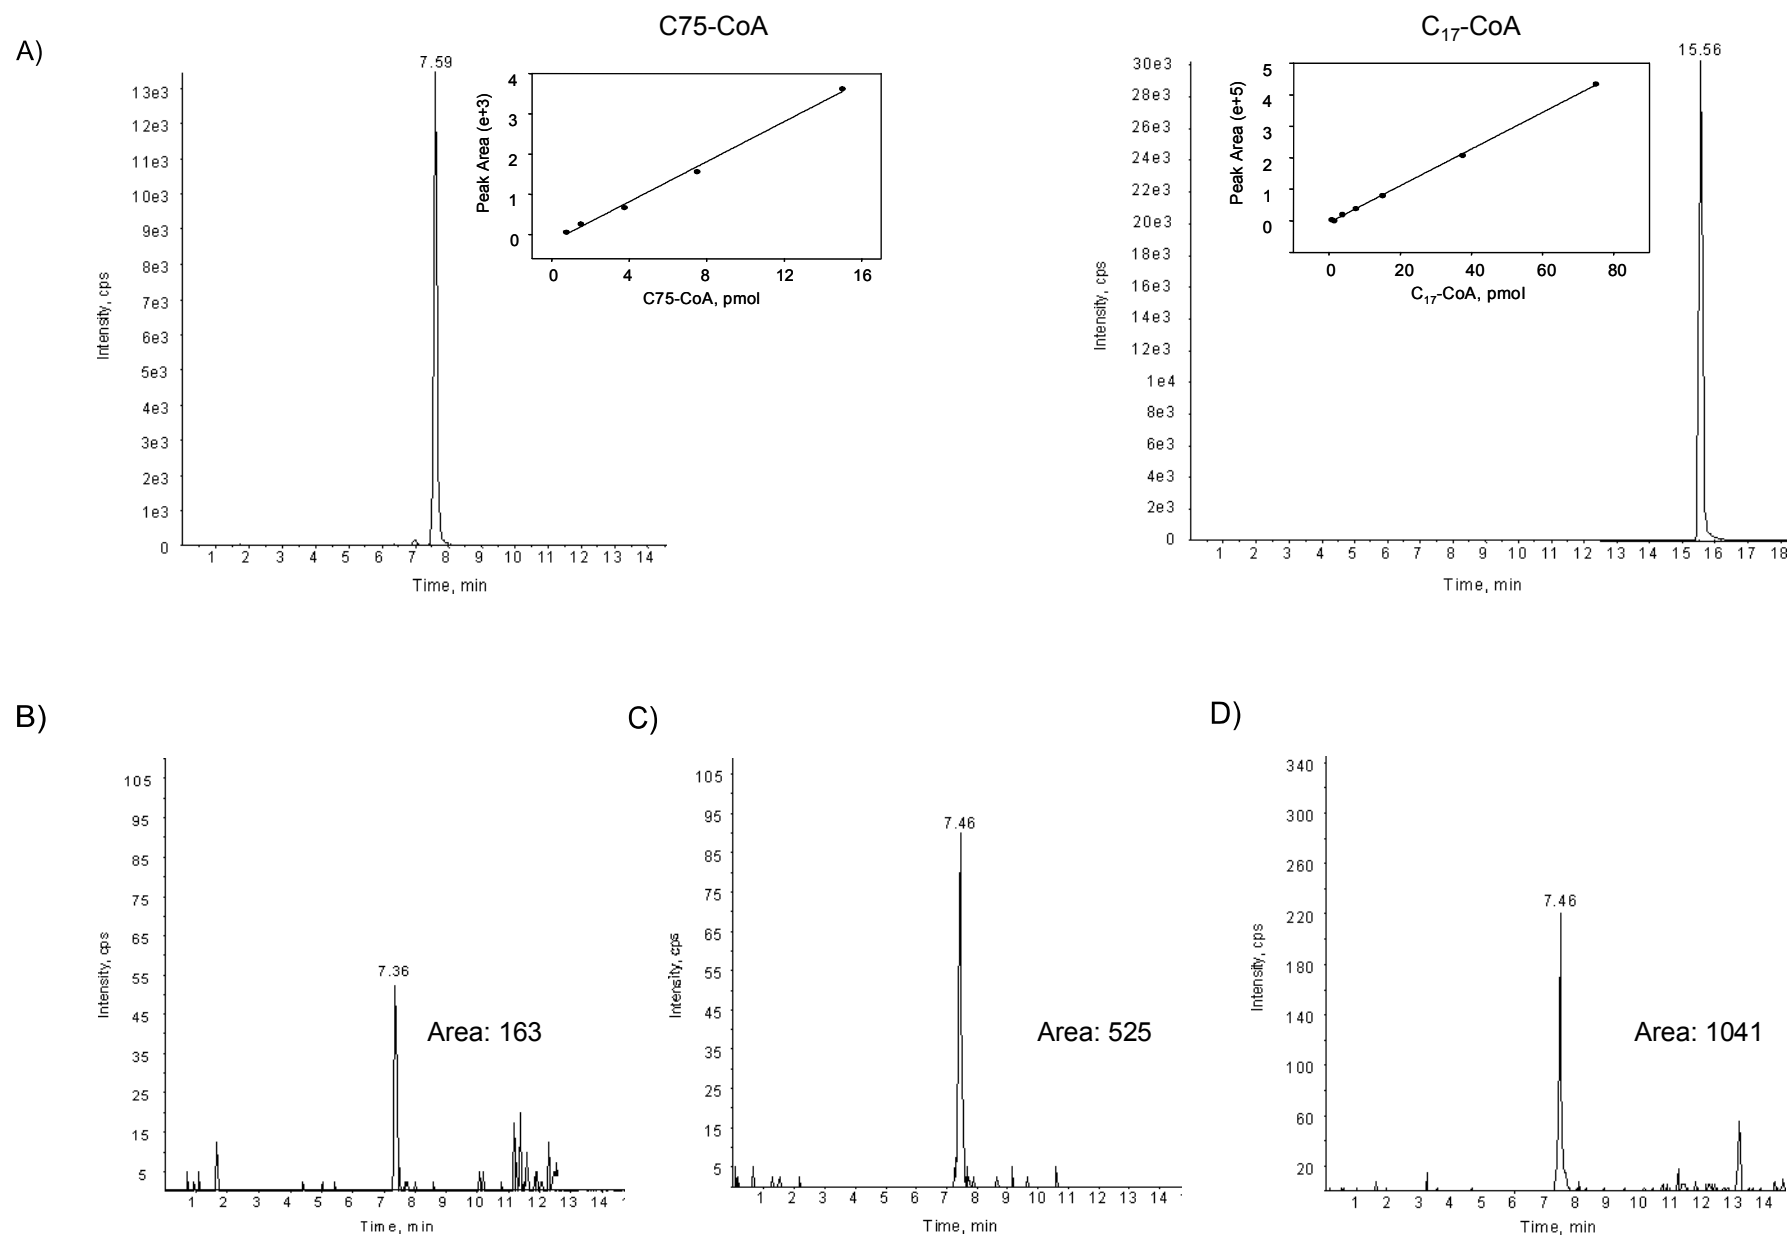 A)
C75-CoA
7.59
13e3
12e3
11e3
10e3
9e3
8e3
7e3
6e3
5e3
4e3
3e3
2e3
1e3
0
Intensity, cps
1 2 3 4 5 6 7 8 9 10 11 12 13 14
Time, min
4
3
2
1
0
Peak Area (e+3)
0 4 8 12 16
C75-CoA, pmol
C17-CoA
15.56
30e3
28e3
26e3
24e3
22e3
20e3
18e3
16e3
14e3
12e3
1e4
8e3
6e3
4e3
2e3
0
Intensity, cps
1 2 3 4 5 6 7 8 9 10 11 12 13 14 15 16 17 18
Time, min
5
4
3
2
1
0
Peak Area (e+5)
0 20 40 60 80
C17-CoA, pmol
B)
105
95
85
75
65
55
45
35
25
15
5
Intensity, cps
7.36
Area: 163
1 2 3 4 5 6 7 8 9 10 11 12 13 14
Time, min
C)
105
95
85
75
65
55
45
35
25
15
5
Intensity, cps
7.46
Area: 525
1 2 3 4 5 6 7 8 9 10 11 12 13 14
Time, min
D)
340
300
260
220
180
140
100
60
20
Intensity, cps
7.46
Area: 1041
1 2 3 4 5 6 7 8 9 10 11 12 13 14
Time, min